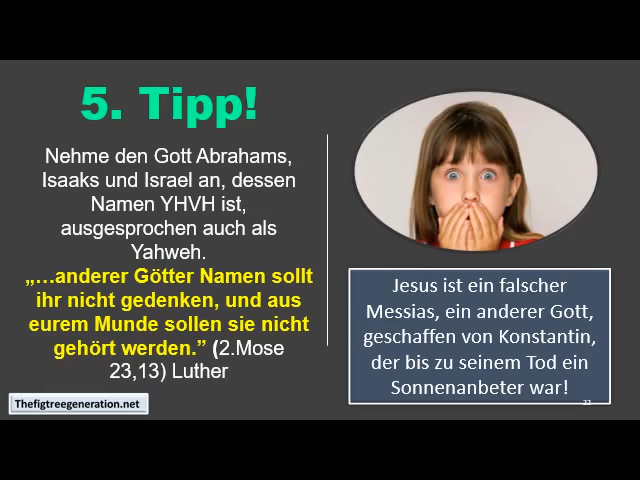 5. Tipp!
Nehme den Gott Abrahams,
Isaaks und Israel an, dessen
Namen YHVH ist,
ausgesprochen auch als
Yahweh.
„…anderer Götter Namen sollt
ihr nicht gedenken, und aus
eurem Munde sollen sie nicht
gehört werden.” (2.Mose
23,13) Luther
Jesus ist ein falscher
Messias, ein anderer Gott,
geschaffen von Konstantin,
der bis zu seinem Tod ein
Sonnenanbeter war!
Thefigtreegeneration.net
22